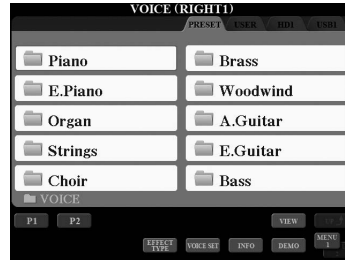 VOICE (RIGHT1)
PRESET USER HD1 USB1
Piano
Brass
E.Piano
Woodwind
Organ
A.Guitar
Strings
E.Guitar
Choir
Bass
VOICE
P1 P2 VIEW
EFFECT TYPE VOICE SET INFO DEMO MENU 1